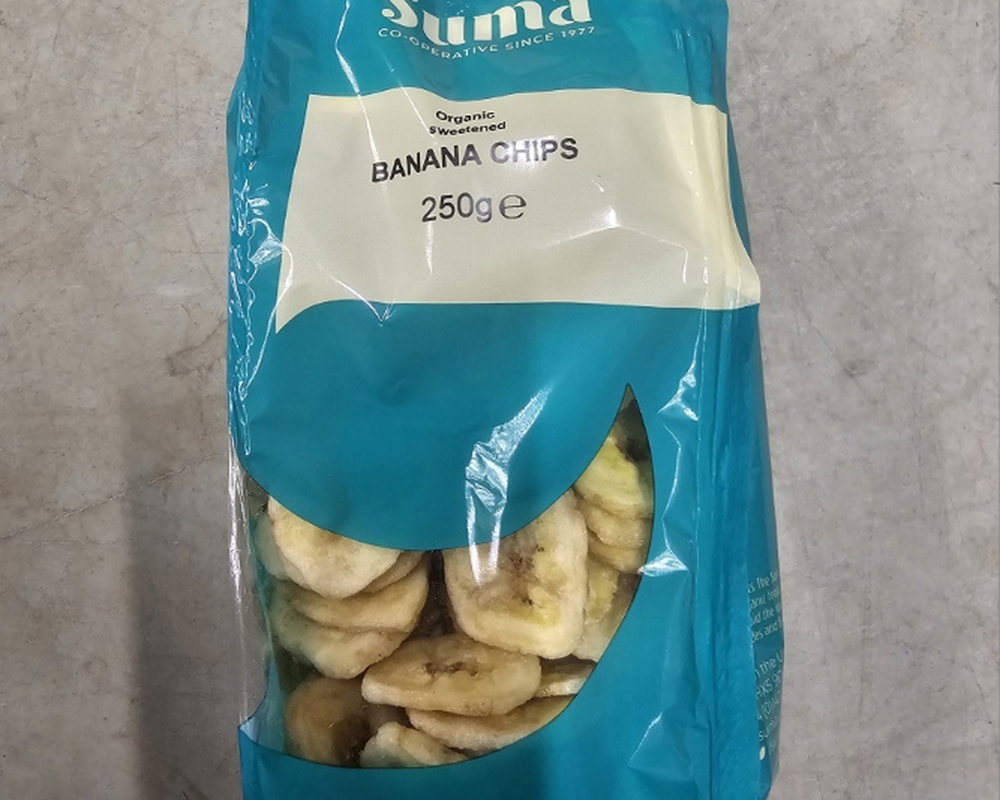 Suma
CO-OPERATIVE SINCE 1977
Organic
Sweetened
BANANA CHIPS
250g℮